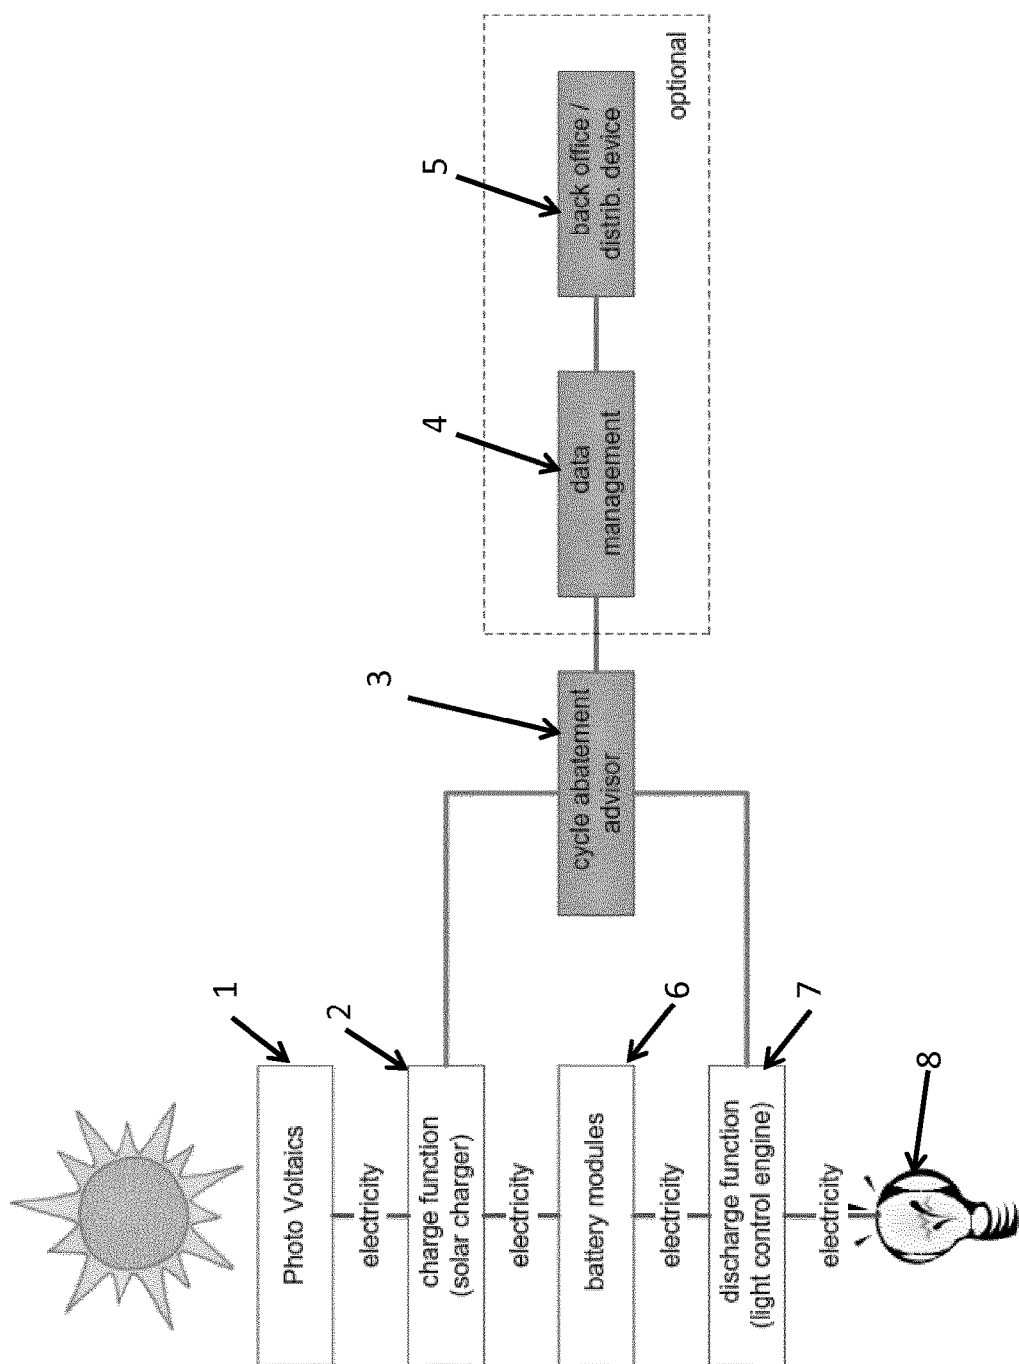 1
Photo Voltaics
electricity
2
charge function
(solar charger)
electricity
6
battery modules
electricity
7
discharge function
(light control engine)
electricity
8
3
cycle abatement
advisor
4
data
management
5
back office /
distrib. device
optional